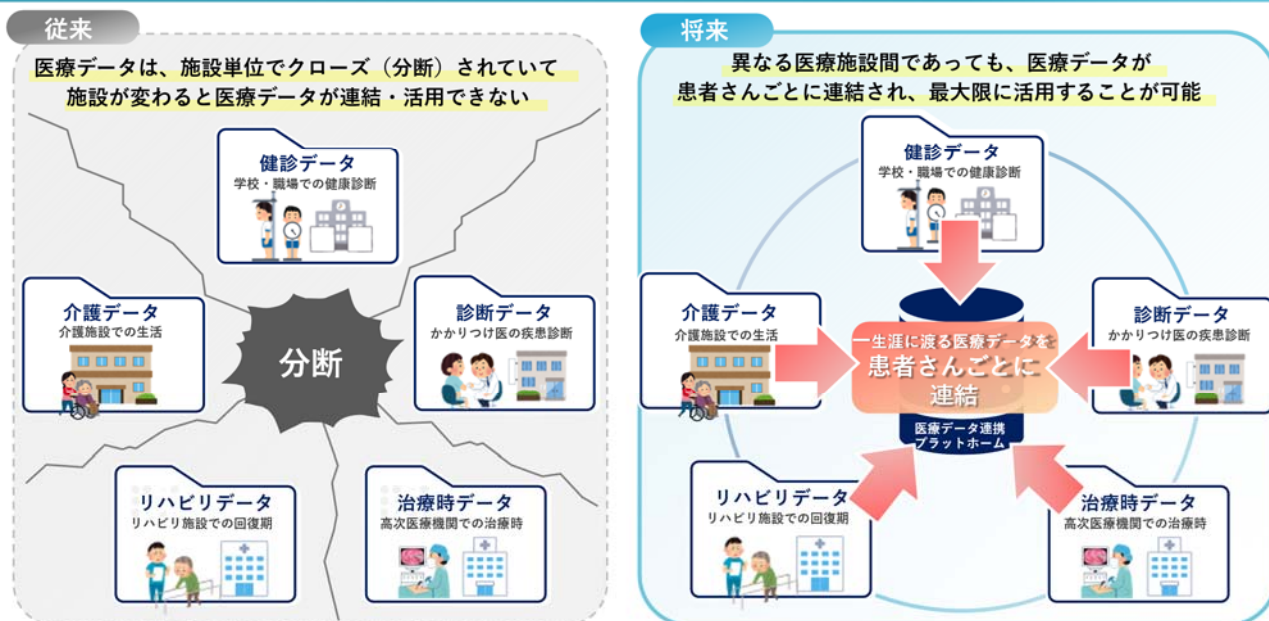 従来
医療データは、施設単位でクローズ（分断）されていて
施設が変わると医療データが連結・活用できない
健診データ
学校・職場での健康診断
介護データ
介護施設での生活
分断
診断データ
かかりつけ医の疾患診断
リハビリデータ
リハビリ施設での回復期
治療時データ
高次医療機関での治療時
将来
異なる医療施設間であっても、医療データが
患者さんごとに連結され、最大限に活用することが可能
健診データ
学校・職場での健康診断
介護データ
介護施設での生活
一生涯に渡る医療データを
患者さんごとに
連結
医療データ連携
プラットホーム
診断データ
かかりつけ医の疾患診断
リハビリデータ
リハビリ施設での回復期
治療時データ
高次医療機関での治療時